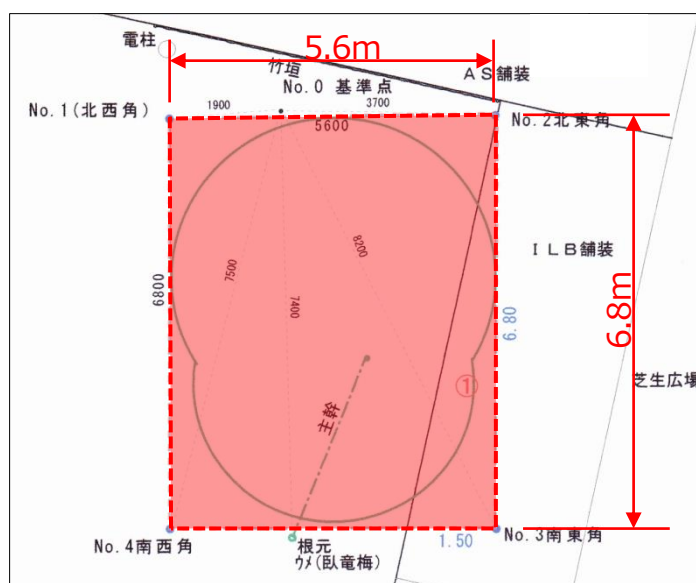 電柱
5.6m
竹垣
AS舗装
No.0 基準点
1900
3700
No.1(北西角)
5600
No.2北東角
ILB舗装
8200
7500
7400
6800
6.80
6.8m
①
芝生広場
主幹
No.4南西角
根元
ウメ(臥竜梅)
1.50
No.3南東角